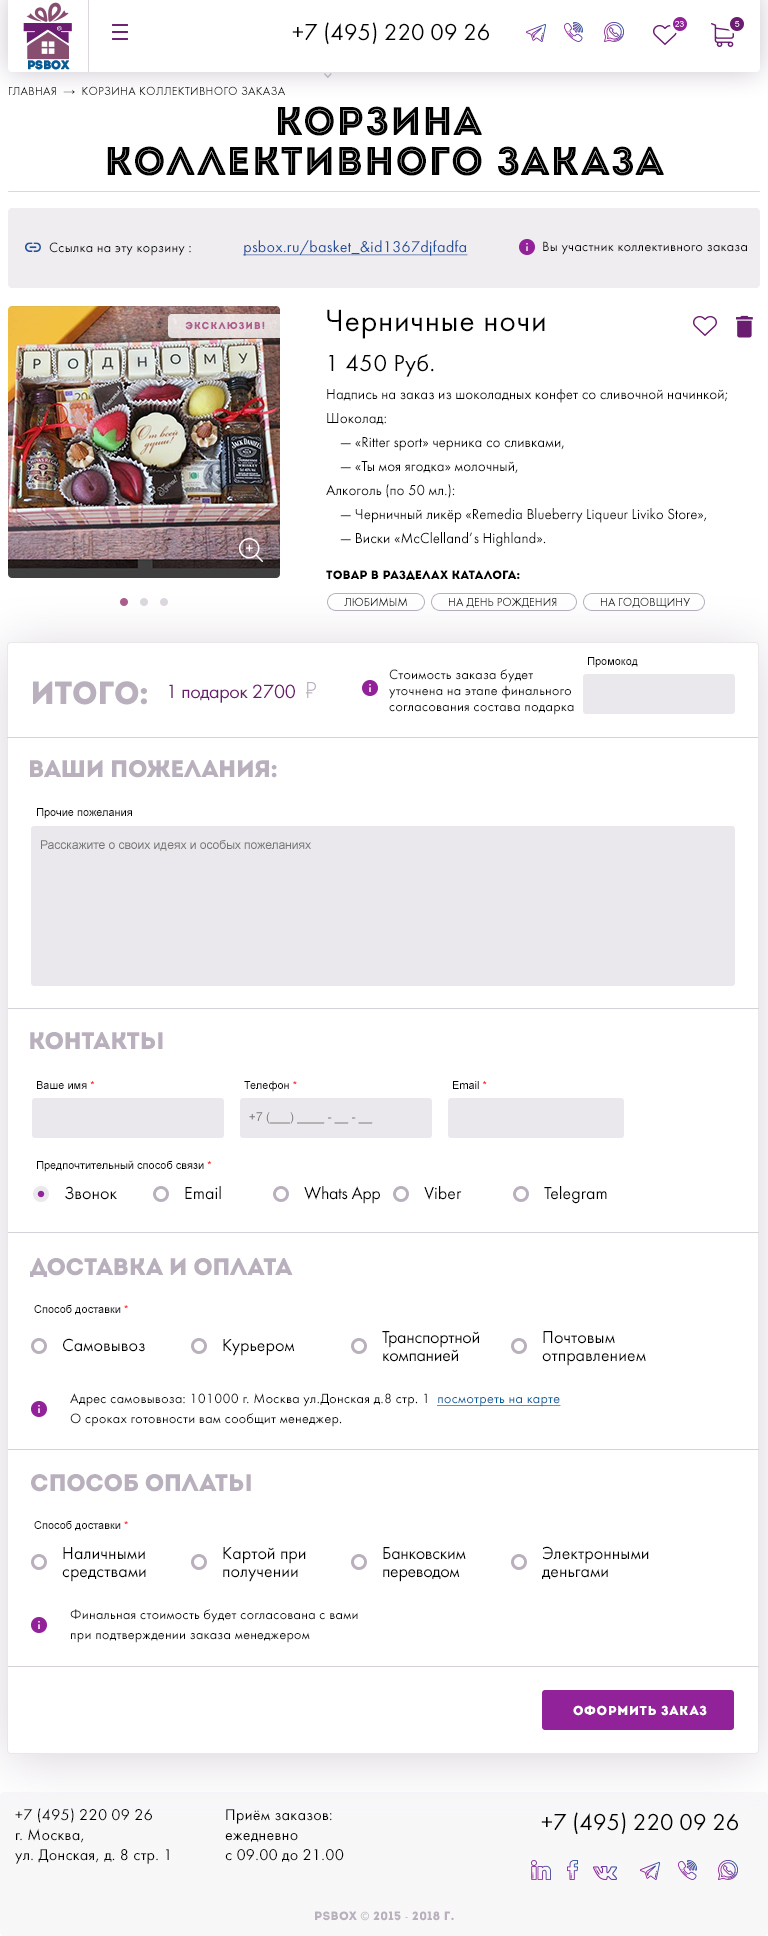 PSBOX
+7 (495) 220 09 26
23
5
ГЛАВНАЯ → КОРЗИНА КОЛЛЕКТИВНОГО ЗАКАЗА
КОРЗИНА
КОЛЛЕКТИВНОГО ЗАКАЗА
Ссылка на эту корзину :
psbox.ru/basket_&id1367djfadfa
Вы участник коллективного заказа
ЭКСКЛЮЗИВ!
РОДНОМУ
От всей
души!
JACK DANIEL'S
Черничные ночи
1 450 Руб.
Надпись на заказ из шоколадных конфет со сливочной начинкой;
Шоколад:
— «Ritter sport» черника со сливками,
— «Ты моя ягодка» молочный,
Алкоголь (по 50 мл.):
— Черничный ликёр «Remedia Blueberry Liqueur Liviko Store»,
— Виски «McClelland's Highland».
ТОВАР В РАЗДЕЛАХ КАТАЛОГА:
ЛЮБИМЫМ
НА ДЕНЬ РОЖДЕНИЯ
НА ГОДОВЩИНУ
ИТОГО: 1 подарок 2700 ₽
Стоимость заказа будет
уточнена на этапе финального
согласования состава подарка
Промокод
ВАШИ ПОЖЕЛАНИЯ:
Прочие пожелания
Расскажите о своих идеях и особых пожеланиях
КОНТАКТЫ
Ваше имя *
Телефон *
Email *
+7 (___) ____ - __ - __
Предпочтительный способ связи *
Звонок
Email
Whats App
Viber
Telegram
ДОСТАВКА И ОПЛАТА
Способ доставки *
Самовывоз
Курьером
Транспортной
компанией
Почтовым
отправлением
Адрес самовывоза: 101000 г. Москва ул.Донская д.8 стр. 1 посмотреть на карте
О сроках готовности вам сообщит менеджер.
СПОСОБ ОПЛАТЫ
Способ доставки *
Наличными
средствами
Картой при
получении
Банковским
переводом
Электронными
деньгами
Финальная стоимость будет согласована с вами
при подтверждении заказа менеджером
ОФОРМИТЬ ЗАКАЗ
+7 (495) 220 09 26
г. Москва,
ул. Донская, д. 8 стр. 1
Приём заказов:
ежедневно
с 09.00 до 21.00
+7 (495) 220 09 26
PSBOX © 2015 - 2018 Г.